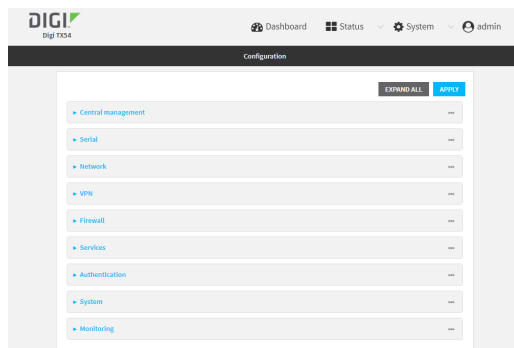 DIGI
Digi TX54
Dashboard Status System admin
Configuration
EXPAND ALL APPLY
Central management
Serial
Network
VPN
Firewall
Services
Authentication
System
Monitoring